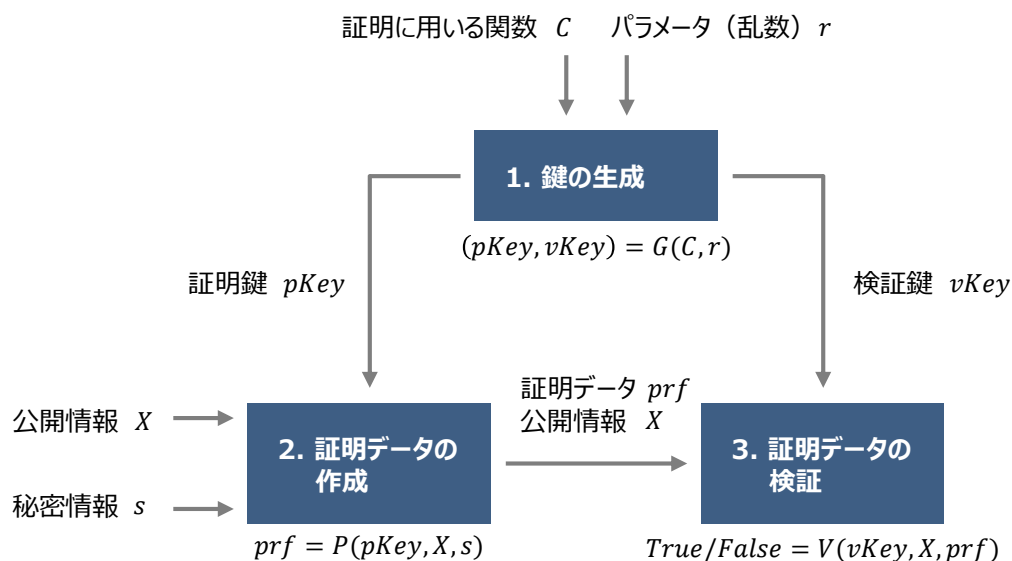 証明に用いる関数 C パラメータ（乱数）r
1. 鍵の生成
(pKey, vKey) = G(C, r)
証明鍵 pKey
検証鍵 vKey
証明データ prf
公開情報 X
公開情報 X
秘密情報 s
2. 証明データの
作成
3. 証明データの
検証
prf = P(pKey, X, s)
True/False = V(vKey, X, prf)